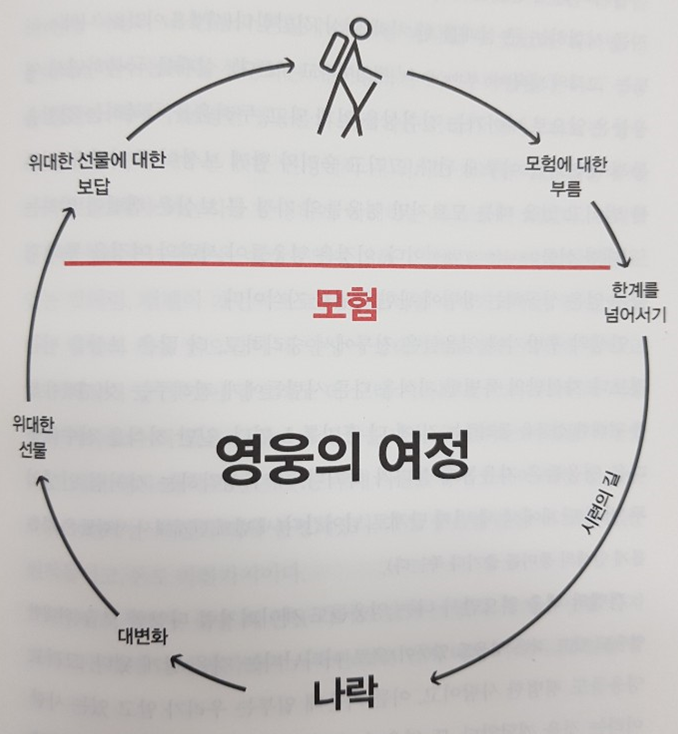 위대한 선물에 대한
보답
모험에 대한
부름
한계를
넘어서기
모험
위대한
선물
영웅의 여정
시련의 길
대변화
나락